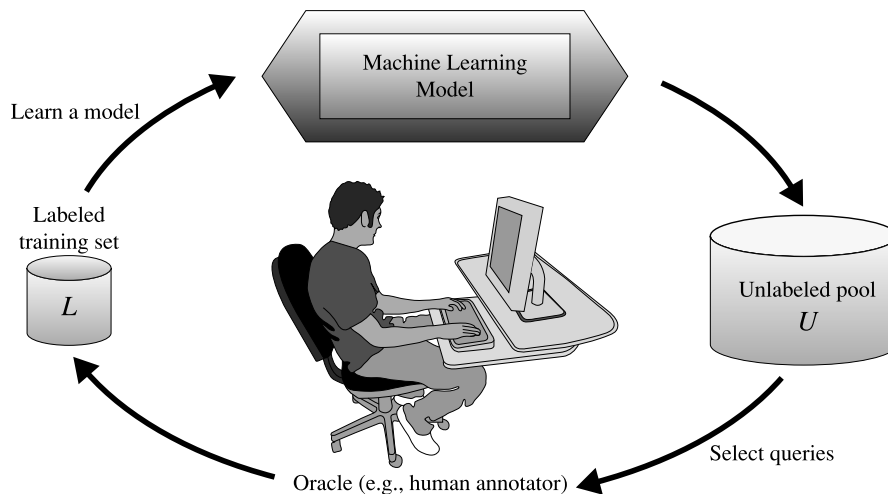 Machine Learning
Model
Learn a model
Labeled
training set
L
Unlabeled pool
U
Select queries
Oracle (e.g., human annotator)